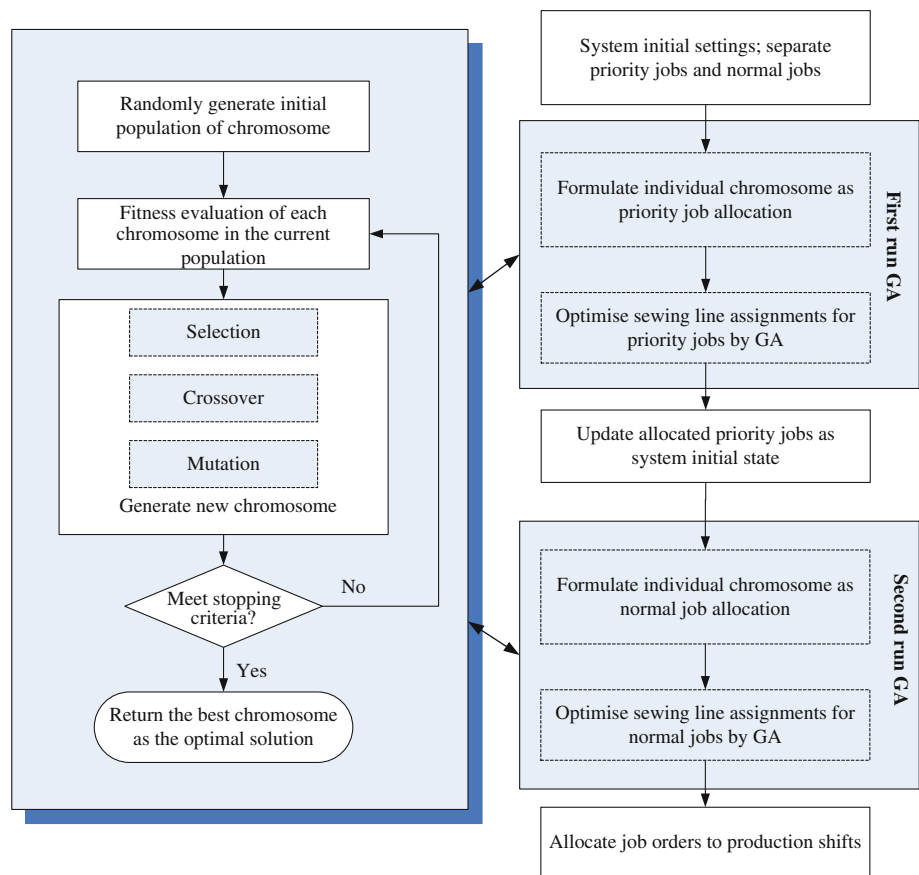 Randomly generate initial
population of chromosome
Fitness evaluation of each
chromosome in the current
population
Selection
Crossover
Mutation
Generate new chromosome
Meet stopping
criteria?
No
Yes
Return the best chromosome
as the optimal solution
System initial settings; separate
priority jobs and normal jobs
Formulate individual chromosome as
priority job allocation
Optimise sewing line assignments for
priority jobs by GA
First run GA
Update allocated priority jobs as
system initial state
Formulate individual chromosome as
normal job allocation
Optimise sewing line assignments for
normal jobs by GA
Second run GA
Allocate job orders to production shifts